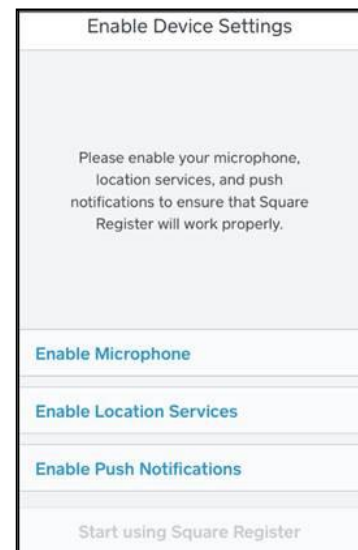 Enable Device Settings
Please enable your microphone,
location services, and push
notifications to ensure that Square
Register will work properly.
Enable Microphone
Enable Location Services
Enable Push Notifications
Start using Square Register